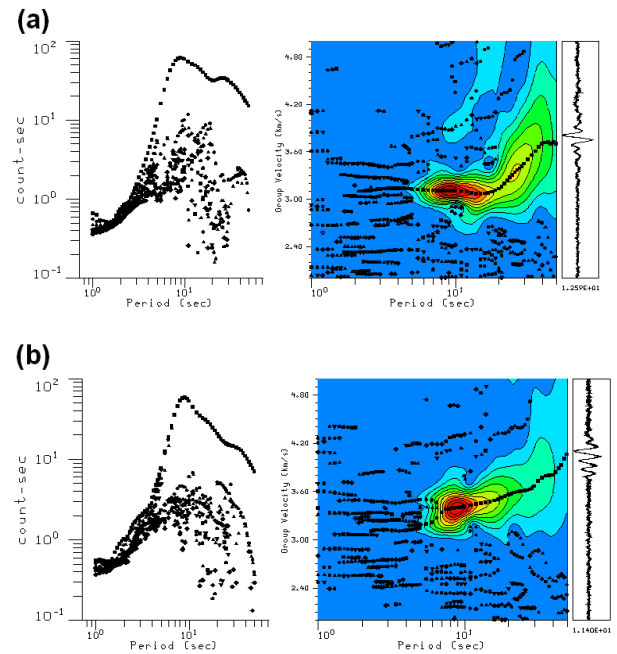 (a)
10²
10¹
10⁰
10⁻¹
count-sec
10⁰
10¹
Period (sec)
4.80
4.20
3.60
3.00
2.40
Group Velocity (km/s)
10⁰
10¹
Period (sec)
1.259E+01
(b)
10²
10¹
10⁰
10⁻¹
count-sec
10⁰
10¹
Period (sec)
4.80
4.20
3.60
3.00
2.40
Group Velocity (km/s)
10⁰
10¹
Period (sec)
1.140E+01